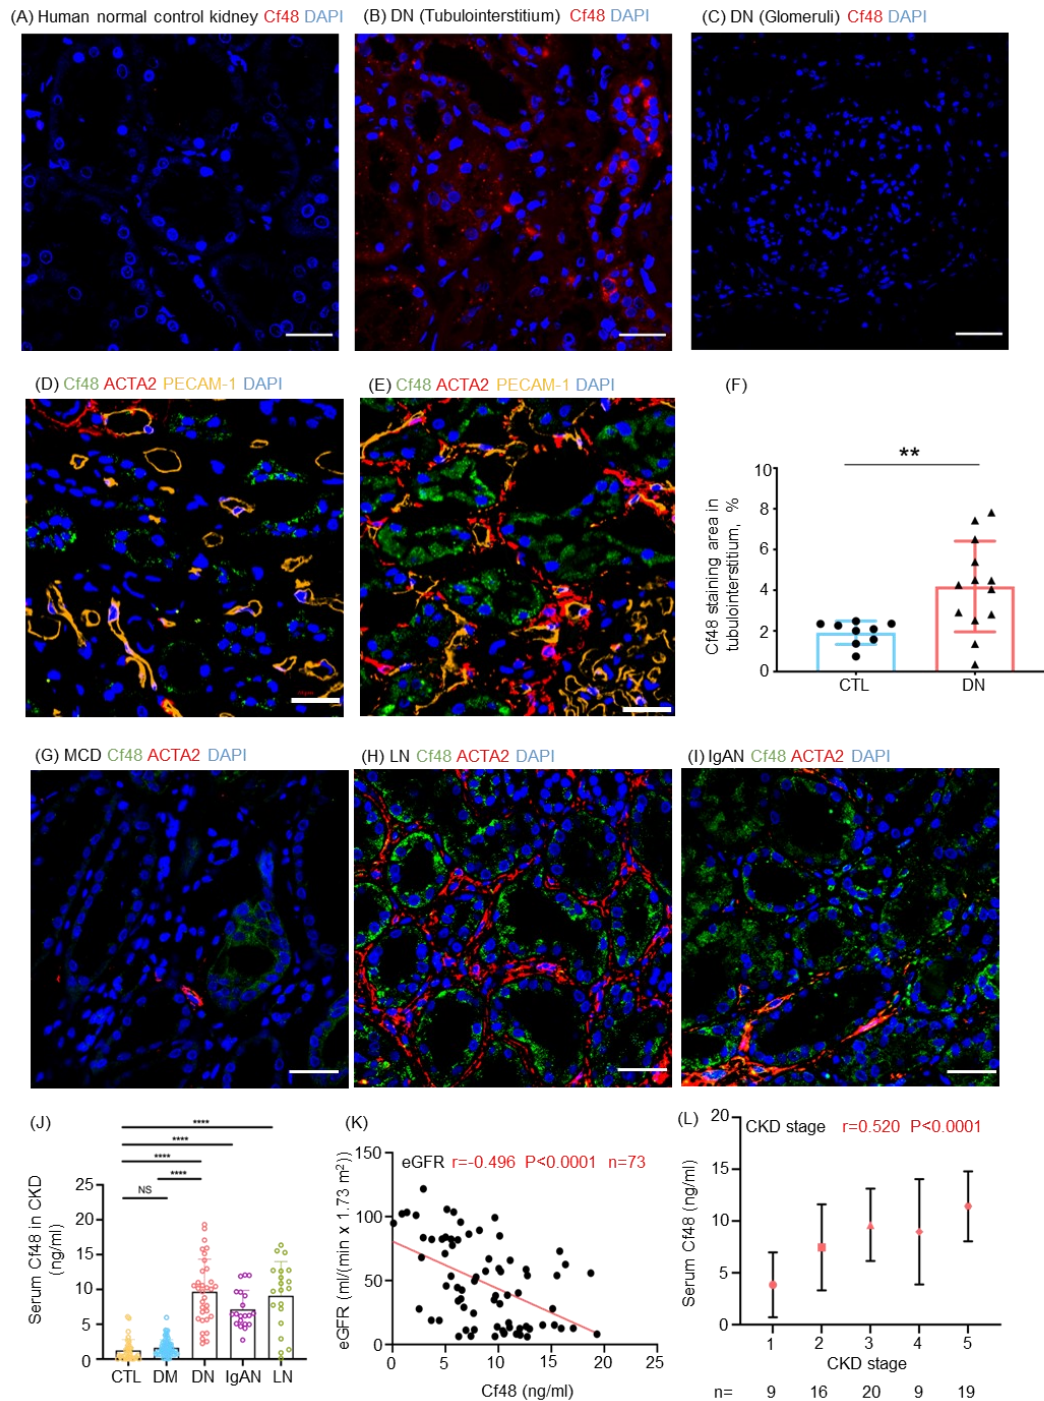 (A) Human normal control kidney Cf48 DAPI
(B) DN (Tubulointerstitium) Cf48 DAPI
(C) DN (Glomeruli) Cf48 DAPI
(D) Cf48 ACTA2 PECAM-1 DAPI
(E) Cf48 ACTA2 PECAM-1 DAPI
(F)
**
Cf48 staining area in
tubulointerstitium, %
10
8
6
4
2
0
CTL DN
(G) MCD Cf48 ACTA2 DAPI
(H) LN Cf48 ACTA2 DAPI
(I) IgAN Cf48 ACTA2 DAPI
(J)
****
****
****
****
NS
Serum Cf48 in CKD
(ng/ml)
25
20
15
10
5
0
CTL DM DN IgAN LN
(K)
eGFR r=-0.496 P<0.0001 n=73
eGFR (ml/(min x 1.73 m²))
150
100
50
0
0 5 10 15 20 25
Cf48 (ng/ml)
(L)
CKD stage r=0.520 P<0.0001
Serum Cf48 (ng/ml)
20
15
10
5
0
1 2 3 4 5
CKD stage
n= 9 16 20 9 19